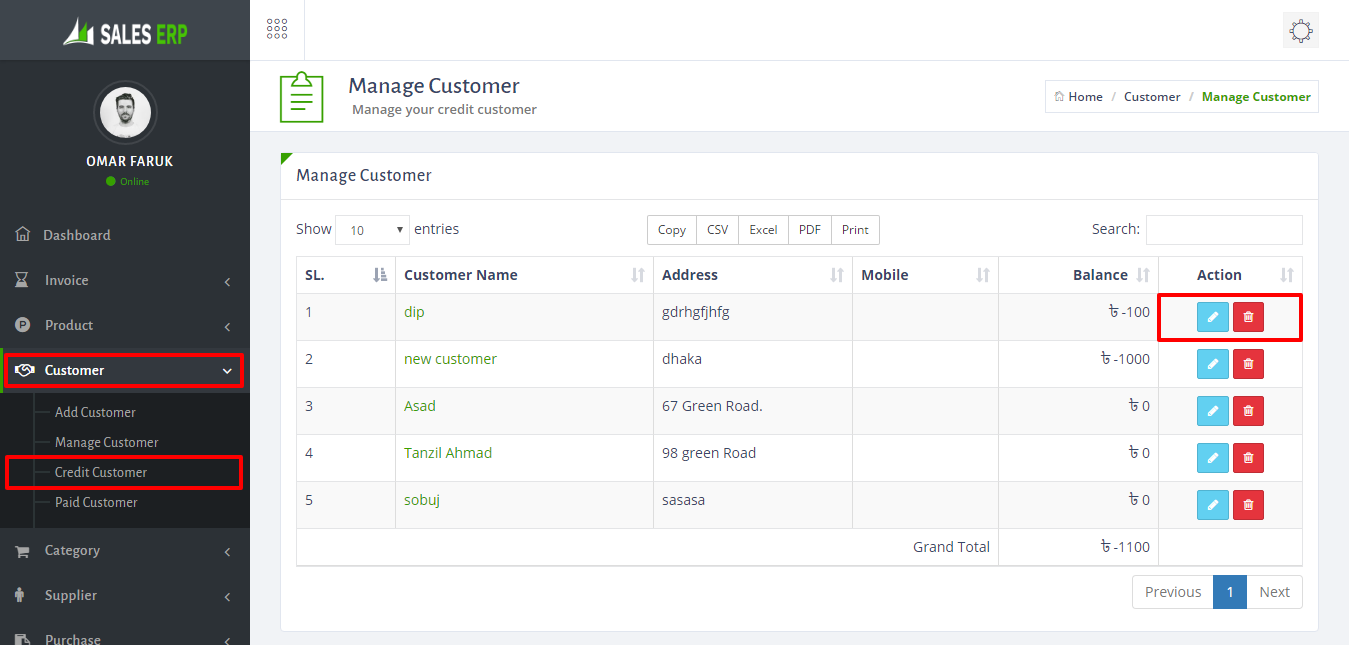 SALES ERP
OMAR FARUK
Online
Dashboard
Invoice
Product
Customer
Add Customer
Manage Customer
Credit Customer
Paid Customer
Category
Supplier
Purchase
Manage Customer
Manage your credit customer
Home / Customer / Manage Customer
Manage Customer
Show 10 entries
Copy CSV Excel PDF Print
Search:
SL. Customer Name Address Mobile Balance Action
1 dip gdrhgfjhfg ৳ -100
2 new customer dhaka ৳ -1000
3 Asad 67 Green Road. ৳ 0
4 Tanzil Ahmad 98 green Road ৳ 0
5 sobuj sasasa ৳ 0
Grand Total ৳ -1100
Previous 1 Next